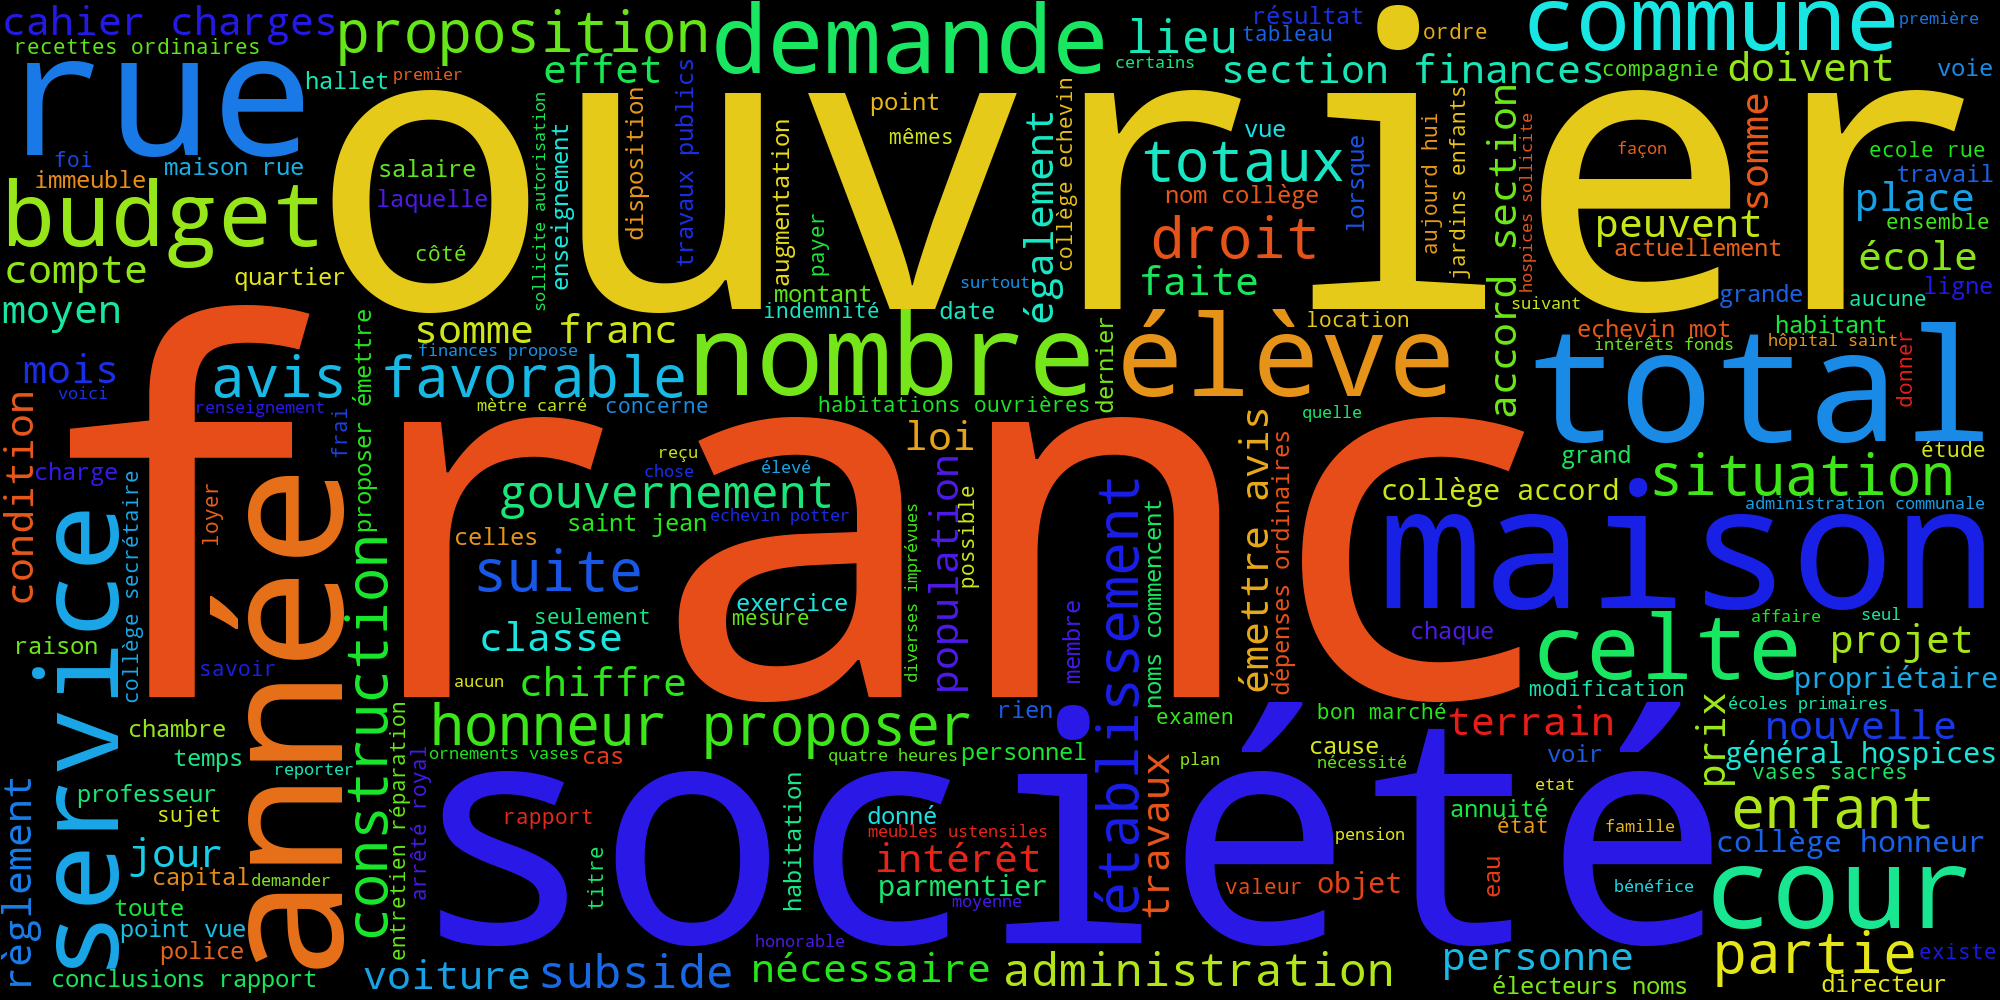 cahier charges
proposition
demande
lieu
résultat
tableau
ordre
commune
première
recettes ordinaires
rue
hallet
premier
effet
certains
section finances
compagnie
doivent
voie
ouvrier
foi
maison rue
immeuble
budget
compte
quartier
moyen
salaire
laquelle
côté
sollicite autorisation
enseignement
disposition
travaux publics
augmentation
payer
point
mêmes
montant
indemnité
surtout
date
également
collège echevin
vue
totaux
nom collège
droit
faite
lorsque
aujourd hui
jardins enfants
accord section
hospices sollicite
façon
somme
peuvent
actuellement
ecole rue
travail
place
ensemble
école
grande
aucune
ligne
suivant
somme franc
finances propose
avis favorable
nombre
élève
location
echevin mot
intérêts fonds
habitant
hôpital saint
total
donner
mois
voici
renseignement
frai
proposer émettre
mètre carré
concerne
habitations ouvrières
dernier
quelle
franc
condition
charge
collège secrétaire
service
loyer
année
construction
loi
reçu
chose
élevé
gouvernement
saint jean
echevin potter
celles
suite
seulement
exercice
mesure
classe
aucun
chiffre
diverses imprévues
population
possible
membre
établissement
noms commencent
émettre avis
dépenses ordinaires
grand
étude
collège accord
situation
administration communale
maison
chaque
celte
affaire
seul
projet
modification
propriétaire
raison
savoir
chambre
temps
reporter
honneur proposer
rien
examen
bon marché
terrain
écoles primaires
nouvelle
prix
ornements vases
cas
quatre heures
personnel
plan
cause
nécessité
voir
général hospices
vases sacrés
règlement
professeur
sujet
jour
capital
demander
toute
point vue
police
conclusions rapport
entretien réparation
arrêté royal
société
rapport
titre
habitation
donné
meubles ustensiles
intérêt
parmentier
moyenne
honorable
travaux
pension
valeur
objet
etat
annuité
état
eau
famille
bénéfice
enfant
collège honneur
cour
voiture
subside
nécessaire
administration
personne
électeurs noms
partie
existe
directeur